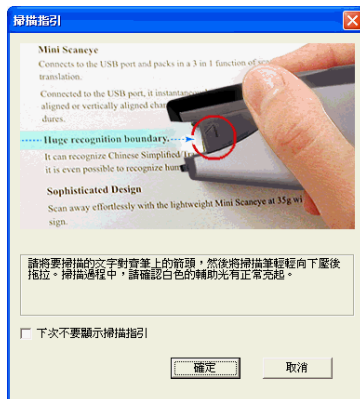 掃描指引
Mini Scaneye
Connects to the USB port and packs in a 3 in 1 function of
translation.
Connected to the USB port, it
aligned or vertically aligned
dures.
Huge recognition boundary.
It can recognize Chinese Simplified
it is even possible to recognize
Sophisticated Design
Scan away effortlessly with the lightweight Mini Scaneye at 35g
sign.
請將要掃描的文字對齊筆上的箭頭，然後將掃描筆輕輕向下壓後
拖拉。掃描過程中，請確認白色的輔助光有正常亮起。
下次不要顯示掃描指引
確定
取消